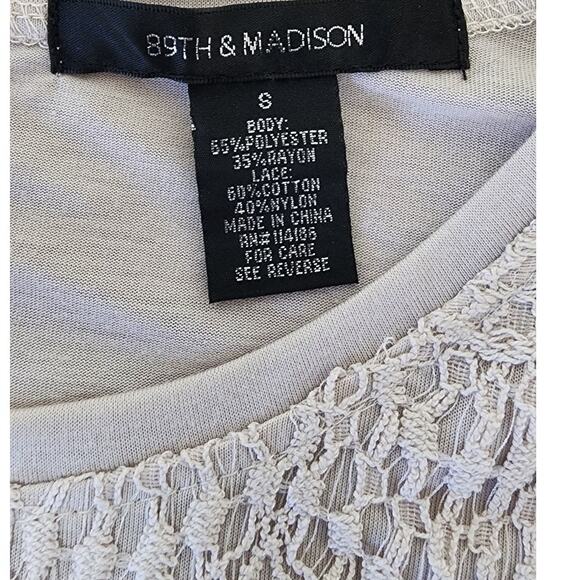 89TH & MADISON
S
BODY:
65%POLYESTER
35%RAYON
LACE:
60%COTTON
40%NYLON
MADE IN CHINA
RN#114186
FOR CARE
SEE REVERSE